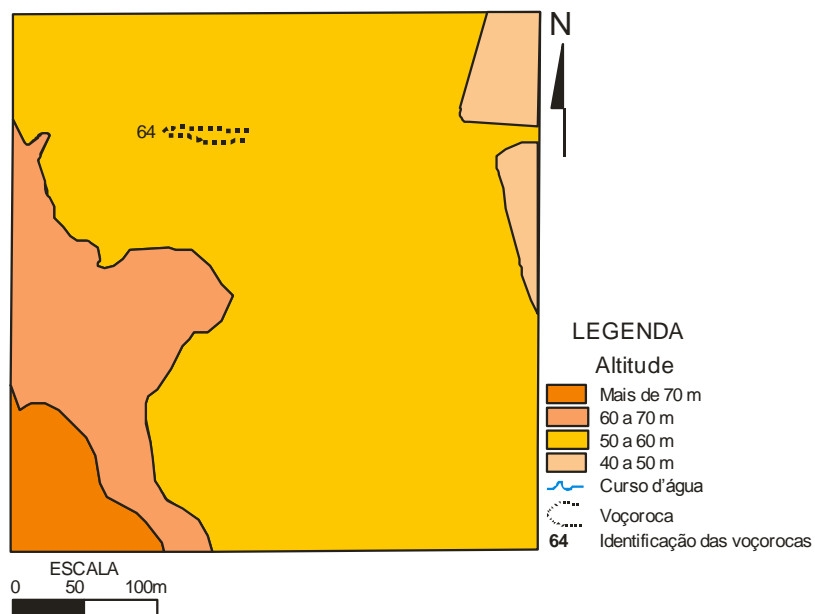 N
64
LEGENDA
Altitude
Mais de 70 m
60 a 70 m
50 a 60 m
40 a 50 m
Curso d'água
Voçoroca
64 Identificação das voçorocas
ESCALA
0 50 100m